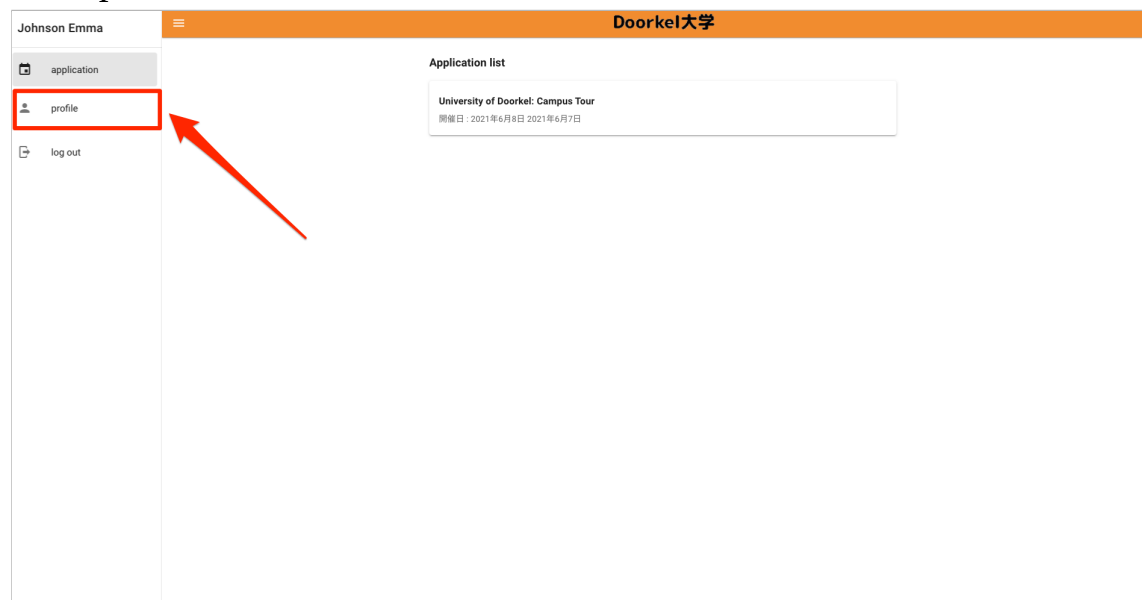 Johnson Emma
Doorkel大学
application
profile
log out
Application list
University of Doorkel: Campus Tour
開催日 : 2021年6月8日 2021年6月7日